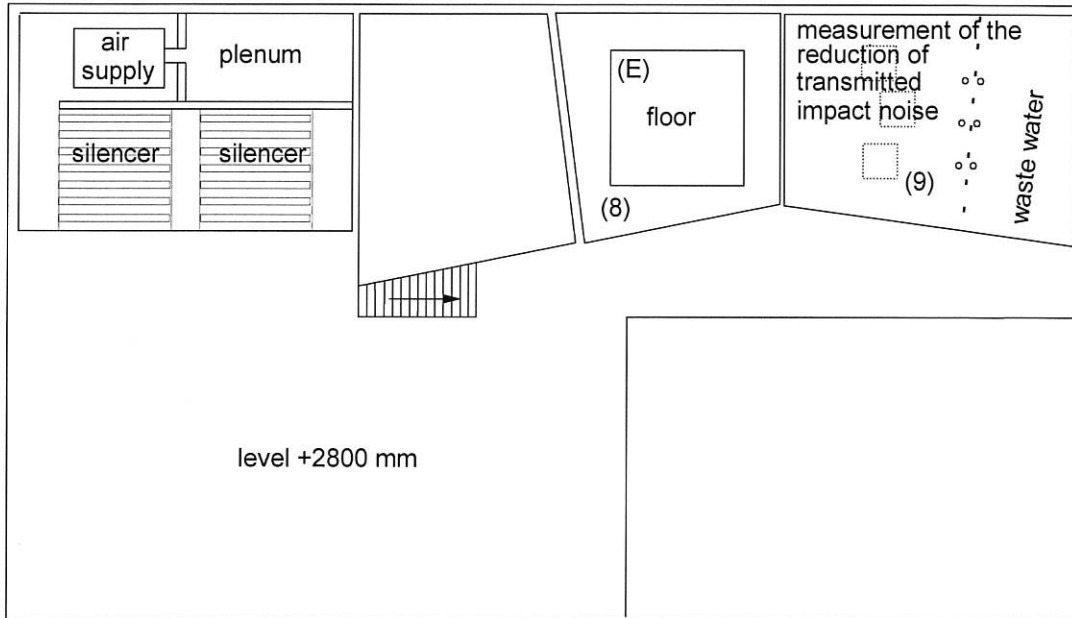 air
supply
plenum
silencer
silencer
(E)
floor
(8)
measurement of the
reduction of
transmitted
impact noise
(9)
waste water
level +2800 mm